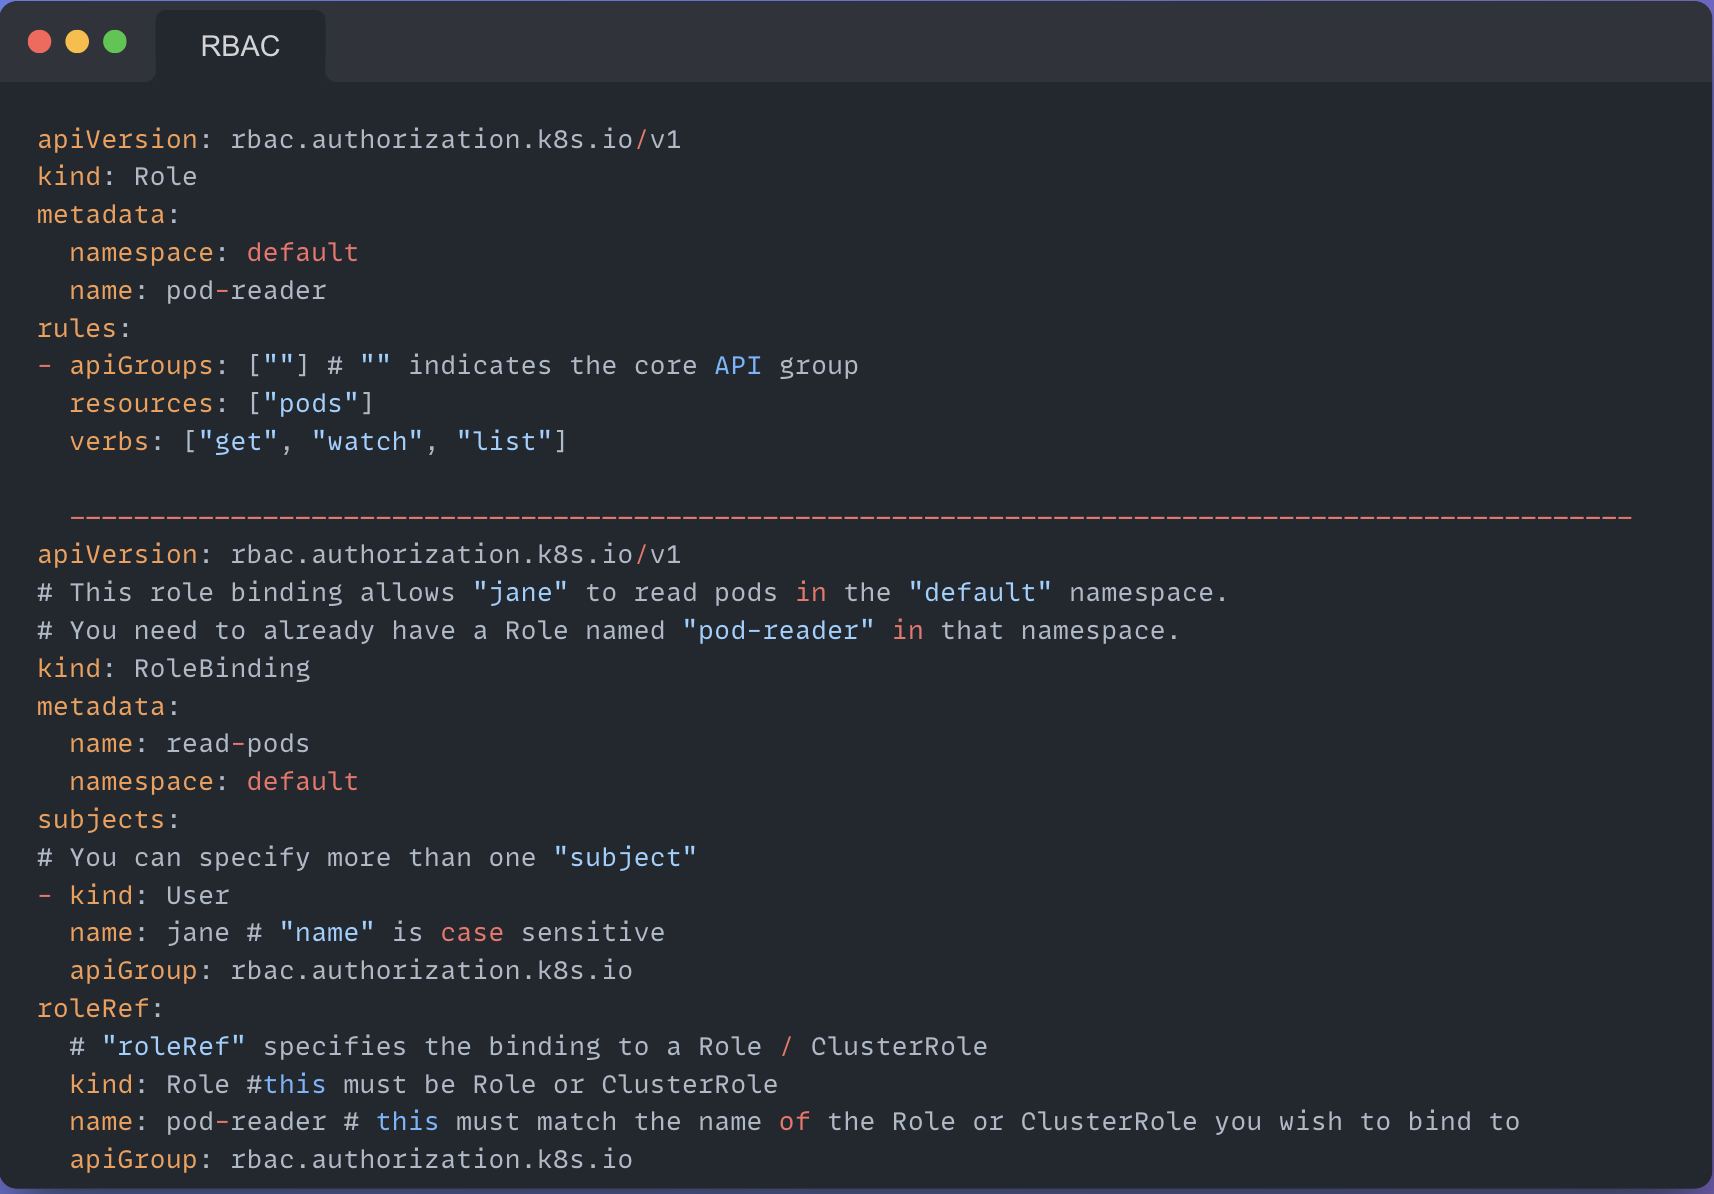 RBAC
apiVersion: rbac.authorization.k8s.io/v1
kind: Role
metadata:
  namespace: default
  name: pod-reader
rules:
- apiGroups: [""] # "" indicates the core API group
  resources: ["pods"]
  verbs: ["get", "watch", "list"]
  -------------------------------------------------------------------------------------------------
apiVersion: rbac.authorization.k8s.io/v1
# This role binding allows "jane" to read pods in the "default" namespace.
# You need to already have a Role named "pod-reader" in that namespace.
kind: RoleBinding
metadata:
  name: read-pods
  namespace: default
subjects:
# You can specify more than one "subject"
- kind: User
  name: jane # "name" is case sensitive
  apiGroup: rbac.authorization.k8s.io
roleRef:
  # "roleRef" specifies the binding to a Role / ClusterRole
  kind: Role #this must be Role or ClusterRole
  name: pod-reader # this must match the name of the Role or ClusterRole you wish to bind to
  apiGroup: rbac.authorization.k8s.io